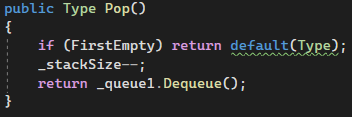 public Type Pop()
{
if (FirstEmpty) return default(Type);
_stackSize--;
return _queue1.Dequeue();
}